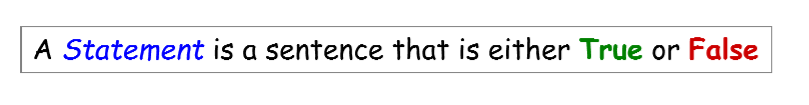 A Statement is a sentence that is either True or False